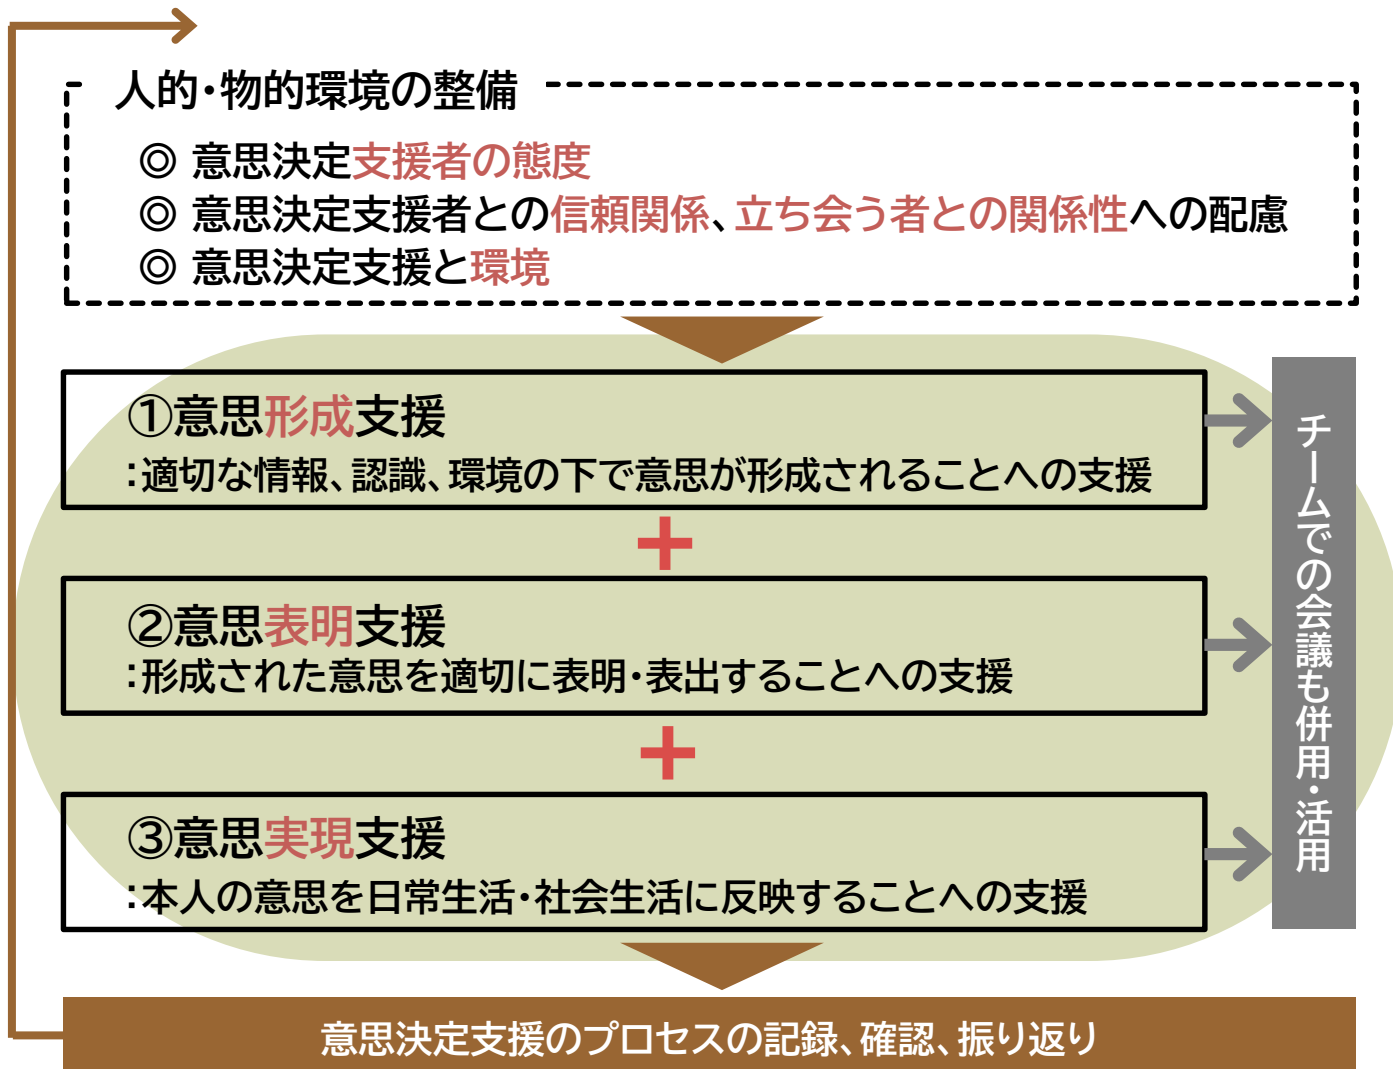 人的・物的環境の整備
◎ 意思決定支援者の態度
◎ 意思決定支援者との信頼関係、立ち会う者との関係性への配慮
◎ 意思決定支援と環境
①意思形成支援
：適切な情報、認識、環境の下で意思が形成されることへの支援
＋
②意思表明支援
：形成された意思を適切に表明・表出することへの支援
＋
③意思実現支援
：本人の意思を日常生活・社会生活に反映することへの支援
チームでの会議も併用・活用
意思決定支援のプロセスの記録、確認、振り返り